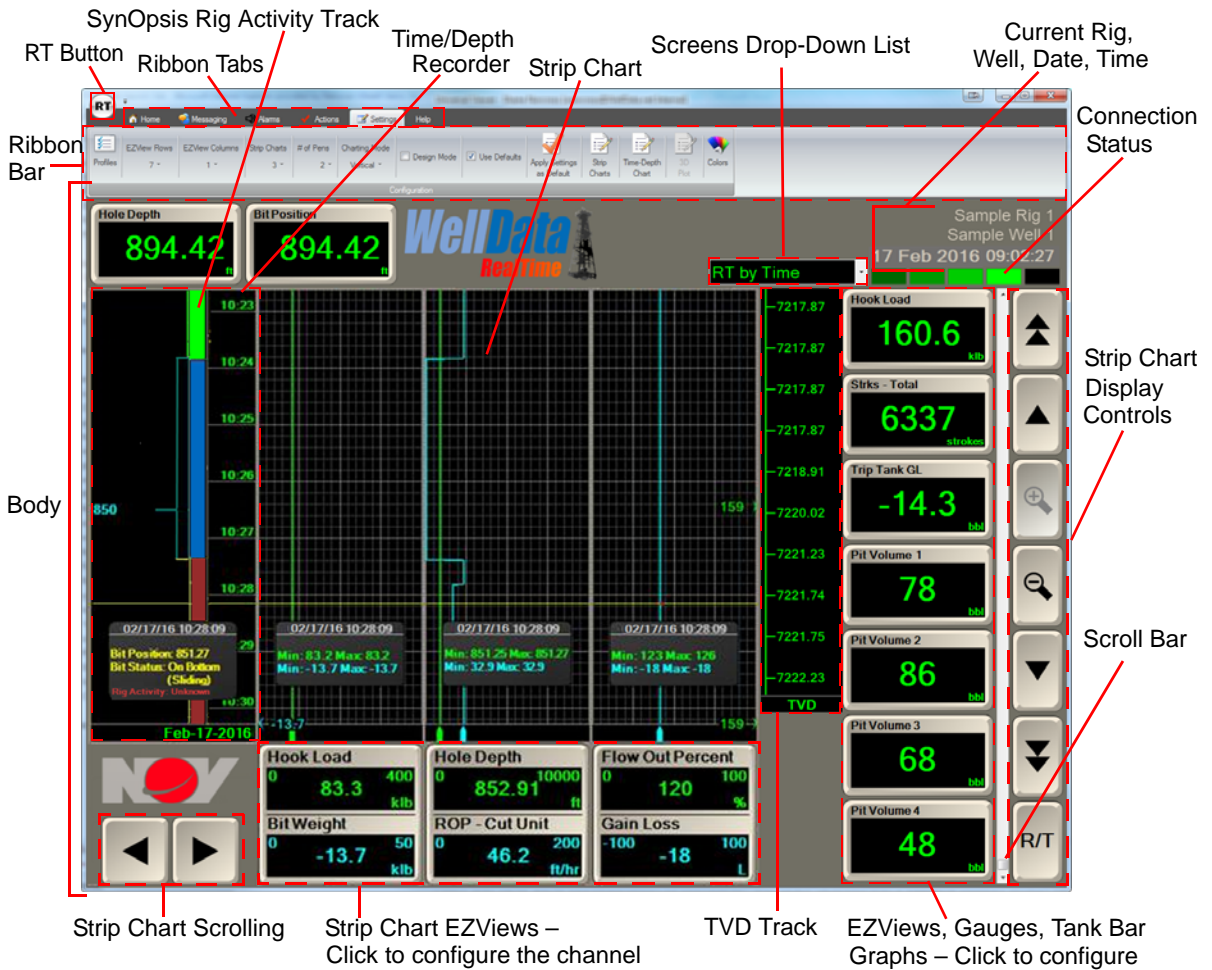 SynOpsis Rig Activity Track
RT Button
Ribbon Tabs
Time/Depth
Recorder
Strip Chart
Screens Drop-Down List
Current Rig,
Well, Date, Time
Connection
Status
Ribbon
Bar
RT
Home
Messaging
Alarms
Actions
Settings
Help
Profiles
EZView Rows
7
EZView Columns
1
Strip Charts
3
# of Pens
2
Charting Mode
Vertical
Design Mode
Use Defaults
Apply Settings
as Default
Strip
Charts
Time-Depth
Chart
3D
Plot
Colors
Configuration
Hole Depth
894.42
ft
Bit Position
894.42
ft
WellData
RealTime
Sample Rig 1
Sample Well 1
17 Feb 2016 09:02:27
RT by Time
Body
10:23
10:24
10:25
10:26
850
10:27
10:28
:29
10:30
159
02/17/16 10:28:09
Bit Position: 851.27
Bit Status: On Bottom
(Sliding)
Rig Activity: Unknown
02/17/16 10:28:09
Min: 83.2 Max: 83.2
Min: -13.7 Max: -13.7
02/17/16 10:28:09
Min: 851.25 Max: 851.27
Min: 32.9 Max: 32.9
02/17/16 10:28:09
Min: 123 Max: 126
Min: -18 Max: -18
-13.7
159
Feb-17-2016
7217.87
7217.87
7217.87
7217.87
7218.91
7220.02
7221.23
7221.74
7221.75
7222.23
TVD
Hook Load
160.6
klb
Strks - Total
6337
strokes
Trip Tank GL
-14.3
bbl
Pit Volume 1
78
bbl
Pit Volume 2
86
bbl
Pit Volume 3
68
bbl
Pit Volume 4
48
bbl
R/T
Strip Chart
Display
Controls
Scroll Bar
NOV
Hook Load
0 400
83.3
klb
Bit Weight
0 50
-13.7
klb
Hole Depth
0 10000
852.91
ft
ROP - Cut Unit
0 200
46.2
ft/hr
Flow Out Percent
0 100
120
%
Gain Loss
-100 100
-18
L
Strip Chart Scrolling
Strip Chart EZViews –
Click to configure the channel
TVD Track
EZViews, Gauges, Tank Bar
Graphs – Click to configure